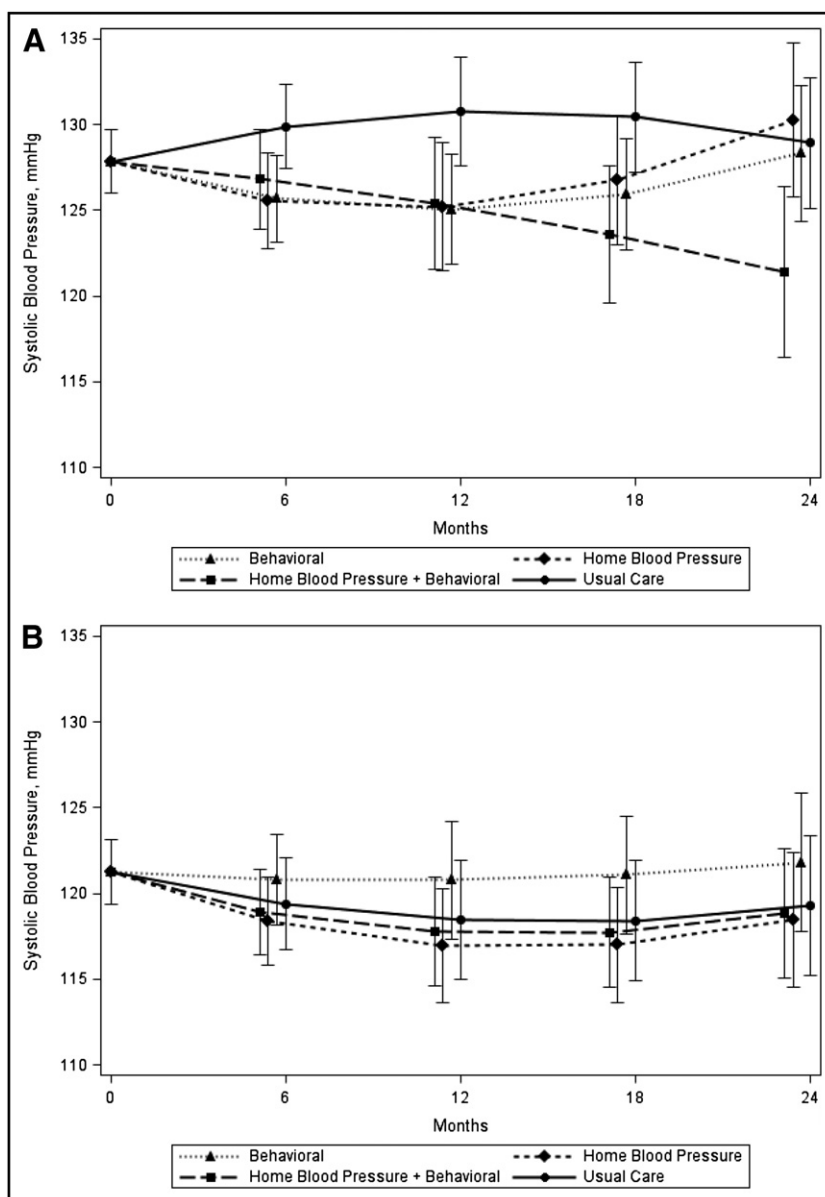 A
Systolic Blood Pressure, mmHg
135
130
125
120
115
110
0 6 12 18 24
Months
Behavioral Home Blood Pressure
Home Blood Pressure + Behavioral Usual Care
B
Systolic Blood Pressure, mmHg
135
130
125
120
115
110
0 6 12 18 24
Months
Behavioral Home Blood Pressure
Home Blood Pressure + Behavioral Usual Care